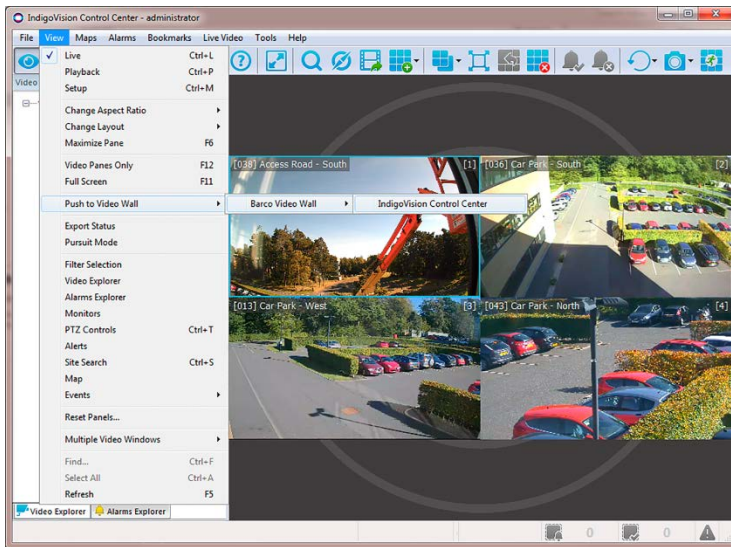 IndigoVision Control Center - administrator
File View Maps Alarms Bookmarks Live Video Tools Help
Video
Live Ctrl+L
Playback Ctrl+P
Setup Ctrl+M
Change Aspect Ratio
Change Layout
Maximize Pane F6
Video Panes Only F12
Full Screen F11
Push to Video Wall Barco Video Wall IndigoVision Control Center
Export Status
Pursuit Mode
Filter Selection
Video Explorer
Alarms Explorer
Monitors
PTZ Controls Ctrl+T
Alerts
Site Search Ctrl+S
Map
Events
Reset Panels...
Multiple Video Windows
Find... Ctrl+F
Select All Ctrl+A
Refresh F5
[038] Access Road - South [1]
[036] Car Park - South [2]
[013] Car Park - West [3]
[043] Car Park - North [4]
Video Explorer Alarms Explorer
0 0